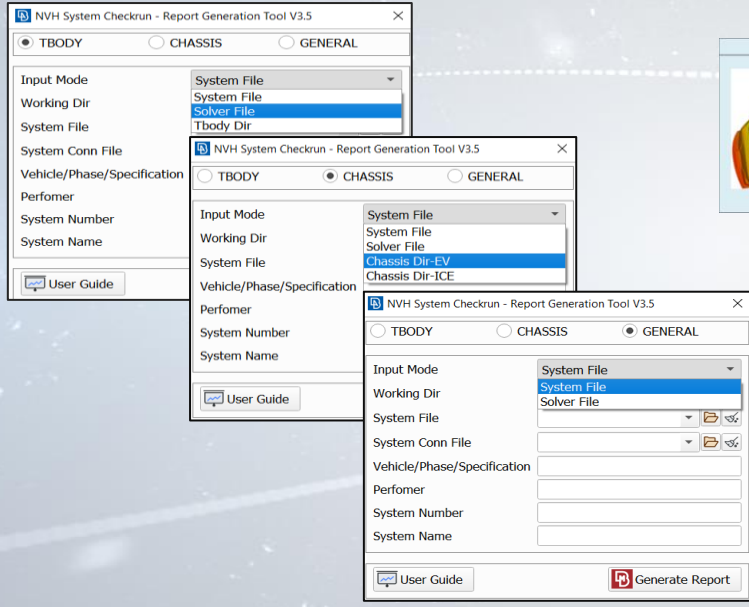 NVH System Checkrun - Report Generation Tool V3.5
TBODY CHASSIS GENERAL
Input Mode System File
System File
Working Dir
Solver File
System File
Tbody Dir
System Conn File
Vehicle/Phase/Specification
Perfomer
System Number
System Name
User Guide
NVH System Checkrun - Report Generation Tool V3.5
TBODY CHASSIS GENERAL
Input Mode System File
System File
Working Dir
Solver File
System File
Chassis Dir-EV
Chassis Dir-ICE
Vehicle/Phase/Specification
Perfomer
System Number
System Name
User Guide
NVH System Checkrun - Report Generation Tool V3.5
TBODY CHASSIS GENERAL
Input Mode System File
System File
Working Dir
Solver File
System File
System Conn File
Vehicle/Phase/Specification
Perfomer
System Number
System Name
User Guide Generate Report